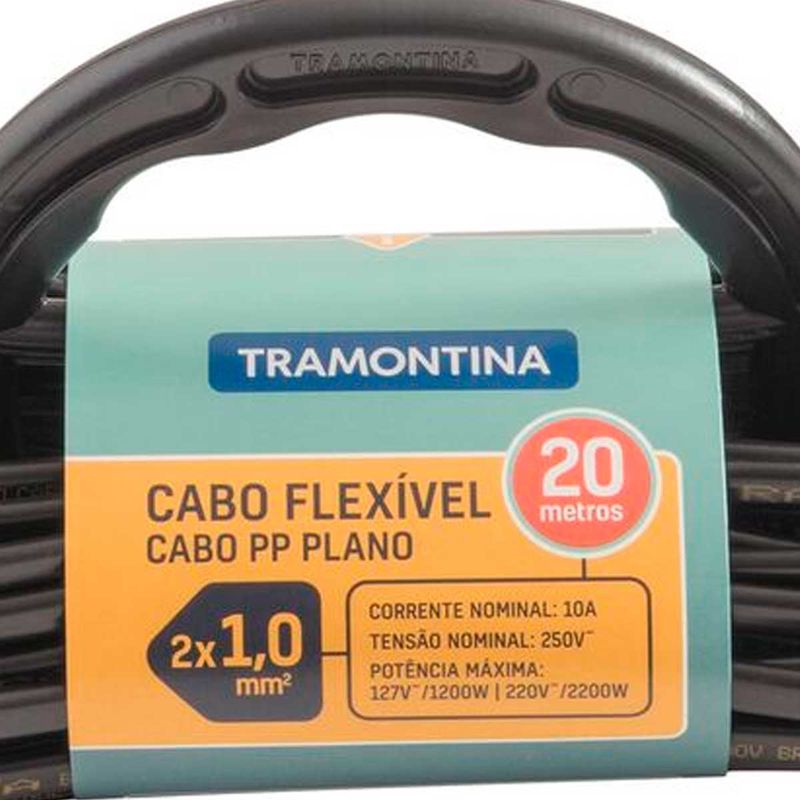 TRAMONTINA
TRAMONTINA
20
metros
CABO FLEXÍVEL
CABO PP PLANO
2x1,0
mm²
CORRENTE NOMINAL: 10A
TENSÃO NOMINAL: 250V~
POTÊNCIA MÁXIMA:
127V~/1200W | 220V~/2200W